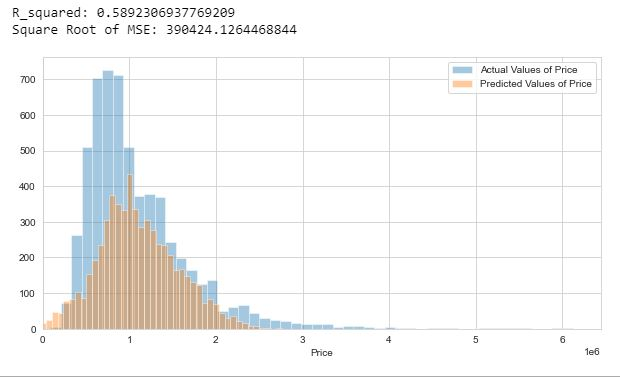 R_squared: 0.5892306937769209
Square Root of MSE: 390424.1264468844
Actual Values of Price
Predicted Values of Price
700
600
500
400
300
200
100
0
0 1 2 3 4 5 6
1e6
Price